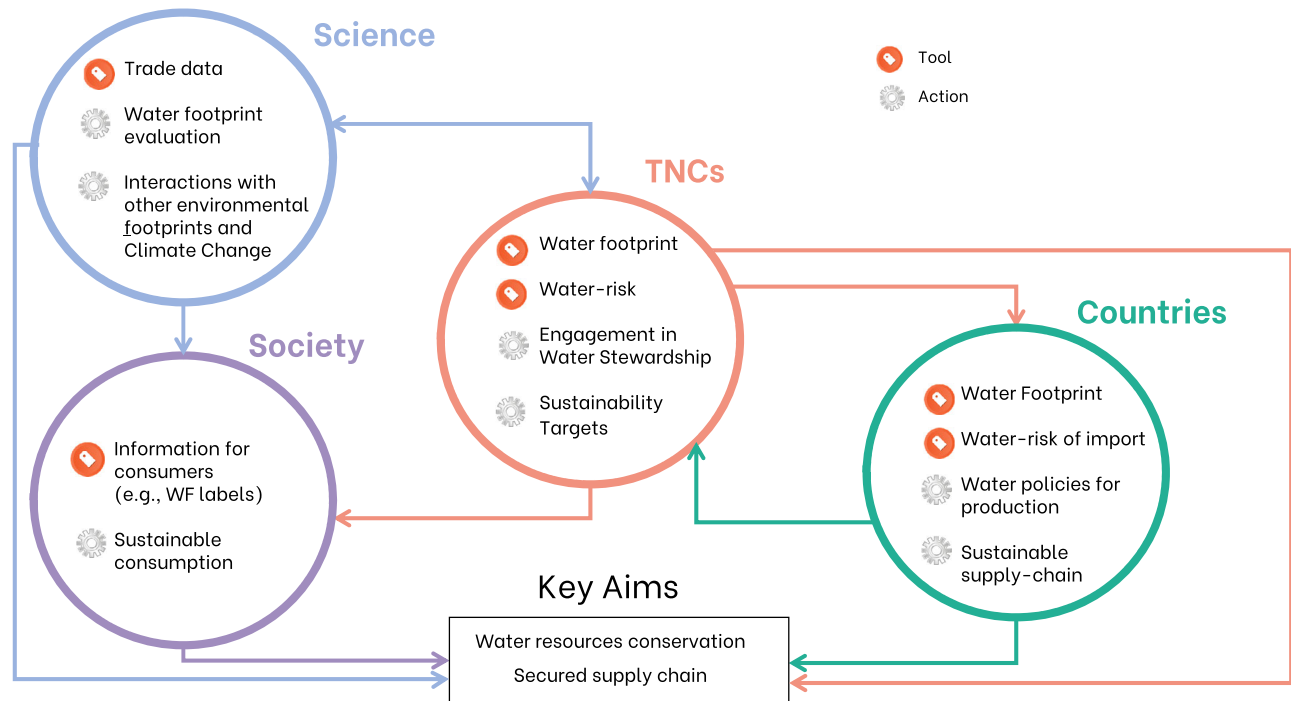 Science
Trade data
Water footprint
evaluation
Interactions with
other environmental
footprints and
Climate Change
Tool
Action
TNCs
Water footprint
Water-risk
Engagement in
Water Stewardship
Sustainability
Targets
Countries
Water Footprint
Water-risk of import
Water policies for
production
Sustainable
supply-chain
Society
Information for
consumers
(e.g., WF labels)
Sustainable
consumption
Key Aims
Water resources conservation
Secured supply chain